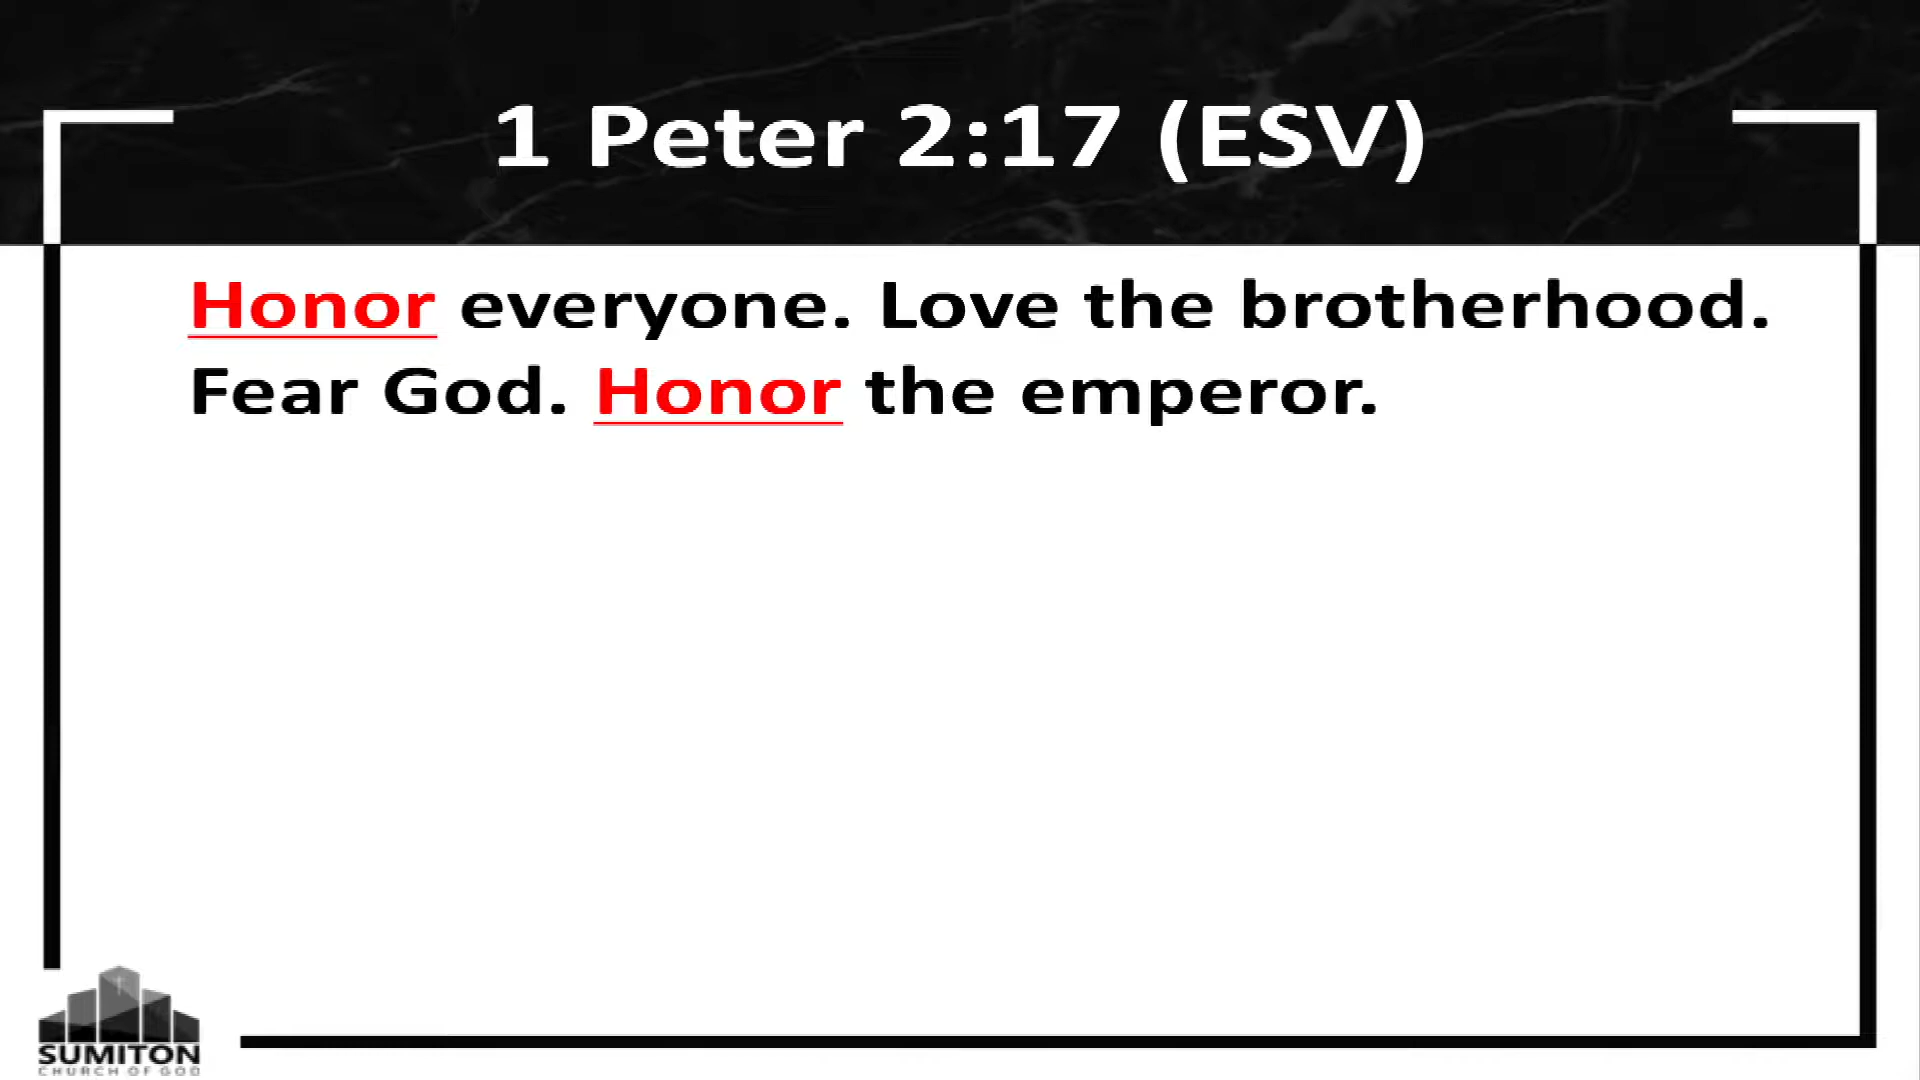 1 Peter 2:17 (ESV)
Honor everyone. Love the brotherhood.
Fear God. Honor the emperor.
SUMITON
CHURCH OF GOD